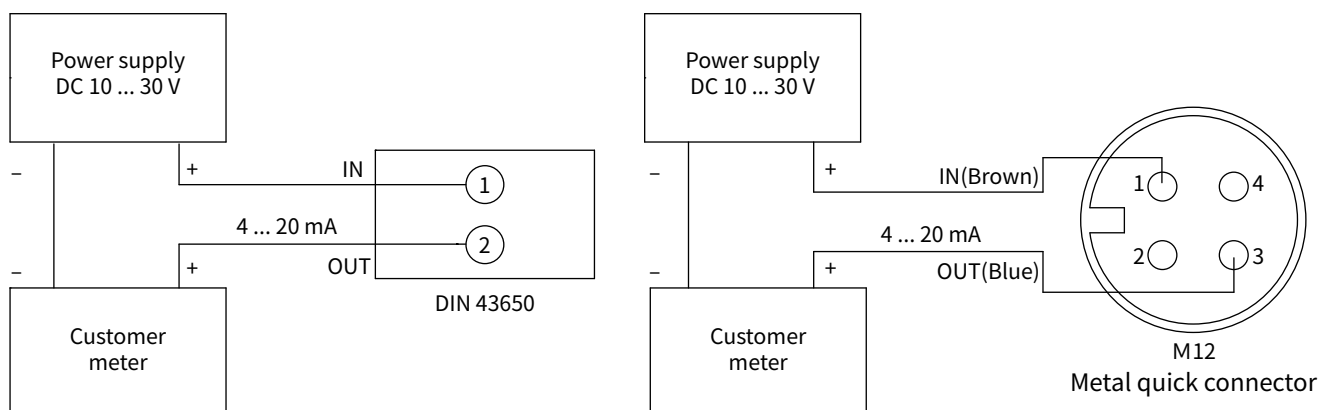 Power supply
DC 10 ... 30 V
–
+
IN
1
4 ... 20 mA
2
–
+
OUT
DIN 43650
Customer
meter
Power supply
DC 10 ... 30 V
–
+
IN(Brown)
1
4
4 ... 20 mA
2
3
–
+
OUT(Blue)
M12
Metal quick connector
Customer
meter